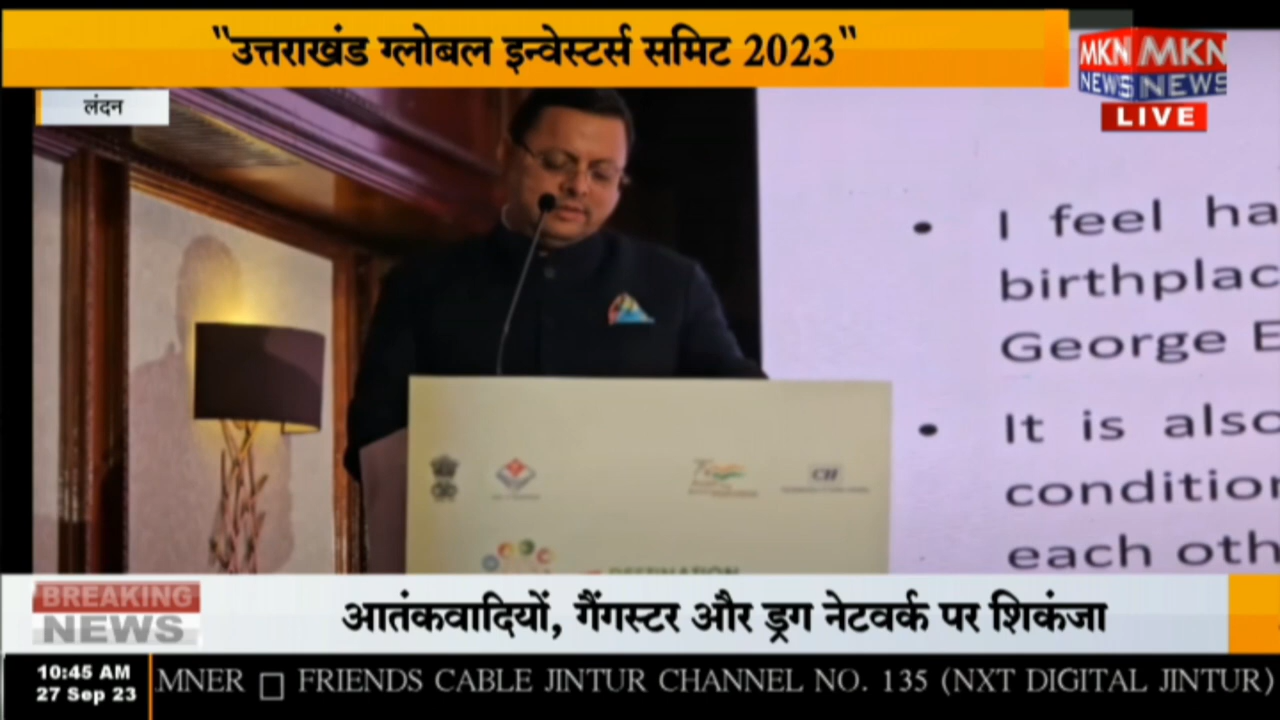 "उत्तराखंड ग्लोबल इन्वेस्टर्स समिट 2023"
MKN MKN
NEWS NEWS
LIVE
लंदन
I feel ha
birthplac
George E
It is also
condition
each oth
CII
DESTINATION
BREAKING
NEWS
आतंकवादियों, गैंगस्टर और ड्रग नेटवर्क पर शिकंजा
10:45 AM
27 Sep 23
MNER □ FRIENDS CABLE JINTUR CHANNEL NO. 135 (NXT DIGITAL JINTUR)